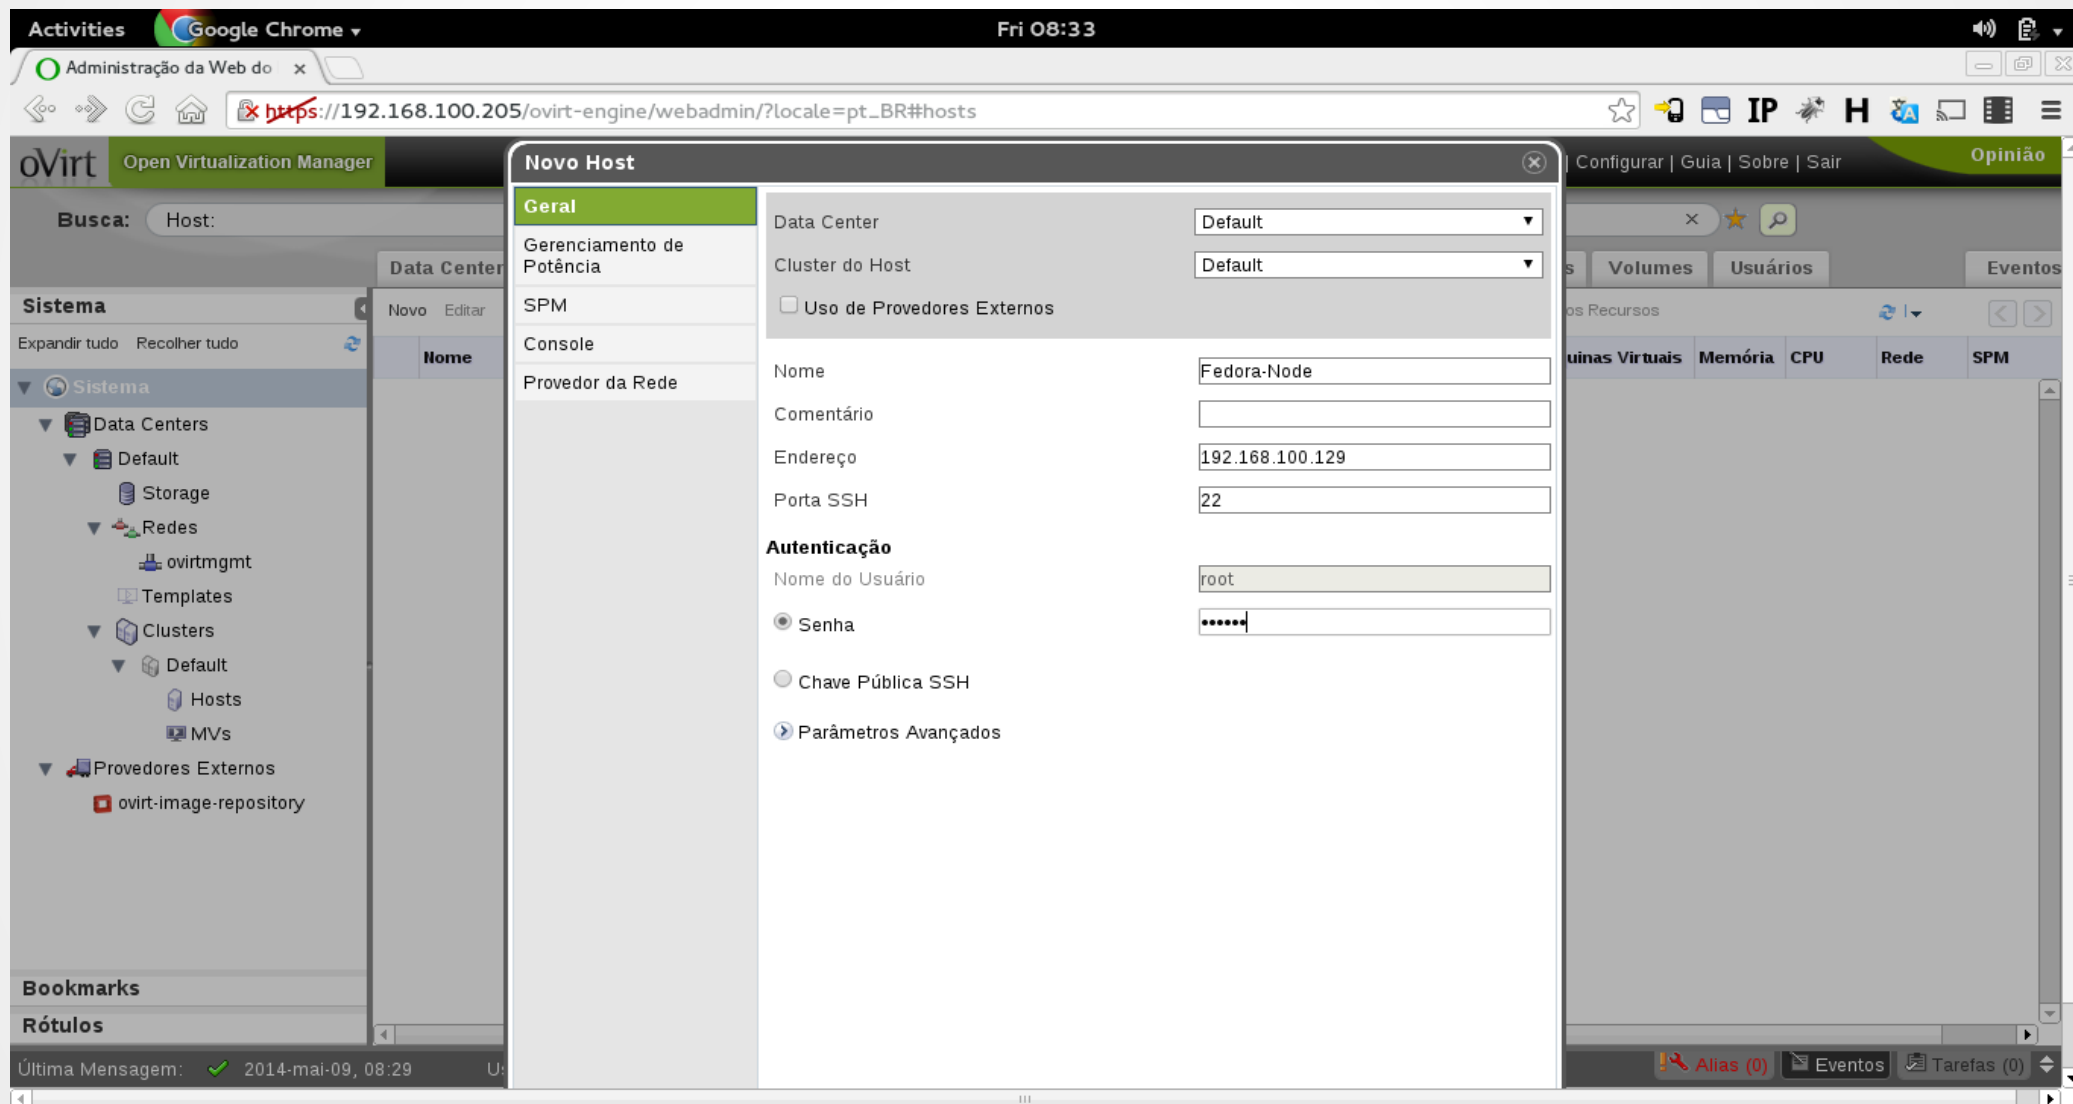 Activities Google Chrome Fri 08:33
Administração da Web do
https://192.168.100.205/ovirt-engine/webadmin/?locale=pt_BR#hosts IP H
oVirt Open Virtualization Manager Novo Host | Configurar | Guia | Sobre | Sair Opinião
Busca: Host:
Data Center s Volumes Usuários Eventos
Sistema Novo Editar os Recursos
Expandir tudo Recolher tudo
Nome uinas Virtuais Memória CPU Rede SPM
Sistema
Data Centers
Default
Storage
Redes
ovirtmgmt
Templates
Clusters
Default
Hosts
MVs
Provedores Externos
ovirt-image-repository
Bookmarks
Rótulos
Geral
Gerenciamento de
Potência
SPM
Console
Provedor da Rede
Data Center Default
Cluster do Host Default
Uso de Provedores Externos
Nome Fedora-Node
Comentário
Endereço 192.168.100.129
Porta SSH 22
Autenticação
Nome do Usuário root
Senha ••••••
Chave Pública SSH
Parâmetros Avançados
Última Mensagem: 2014-mai-09, 08:29 Alias (0) Eventos Tarefas (0)